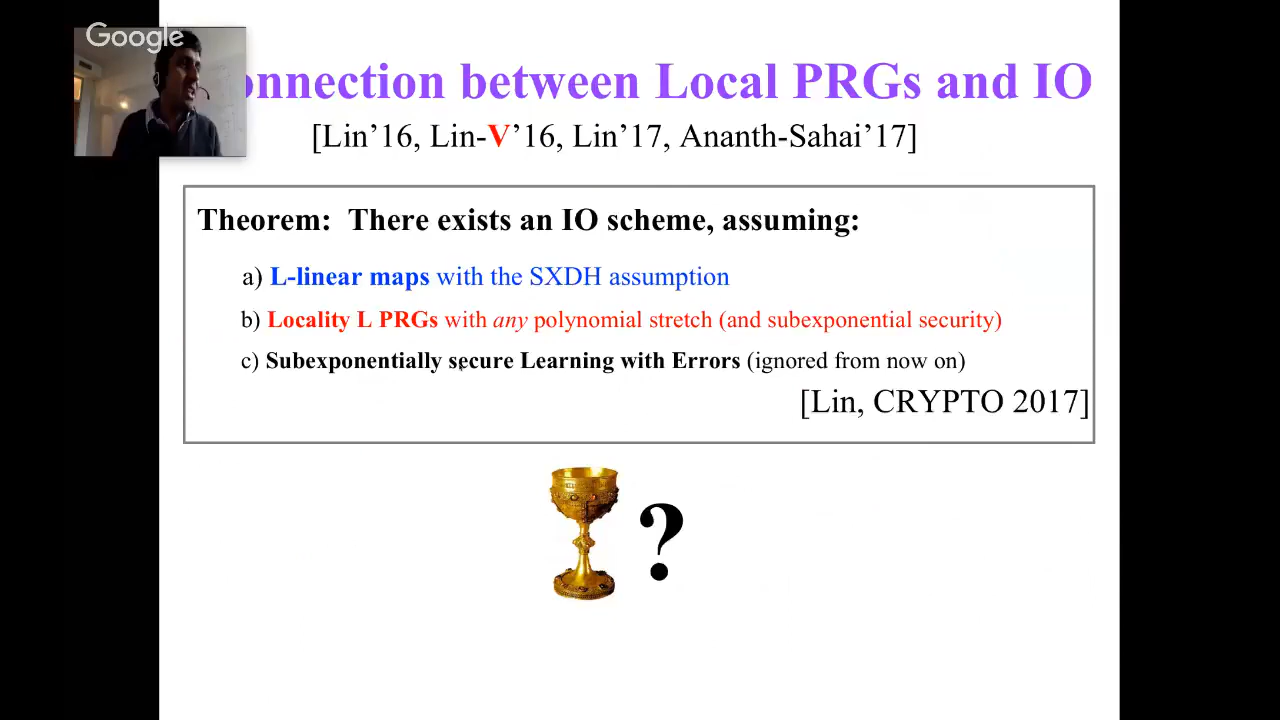 Google
onnection between Local PRGs and IO
[Lin’16, Lin-V’16, Lin’17, Ananth-Sahai’17]
Theorem: There exists an IO scheme, assuming:
a) L-linear maps with the SXDH assumption
b) Locality L PRGs with any polynomial stretch (and subexponential security)
c) Subexponentially secure Learning with Errors (ignored from now on)
[Lin, CRYPTO 2017]
?